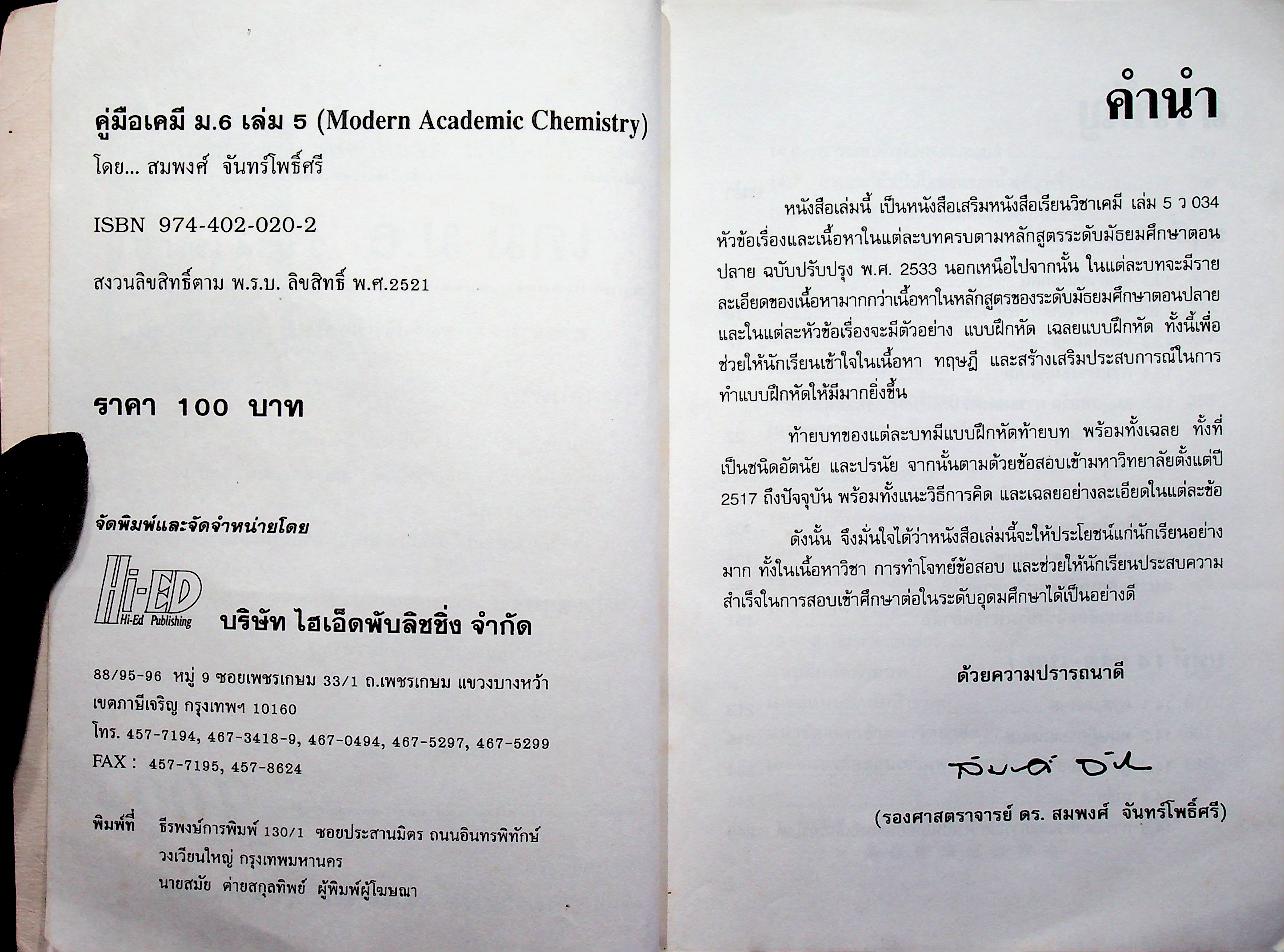 คู่มือเคมี ม.6 เล่ม 5 (Modern Academic Chemistry)
โดย... สมพงศ์ จันทร์โพธิ์ศรี
ISBN 974-402-020-2
สงวนลิขสิทธิ์ตาม พ.ร.บ. ลิขสิทธิ์ พ.ศ.2521
ราคา 100 บาท
จัดพิมพ์และจัดจำหน่ายโดย
Hi-ED
Hi-Ed Publishing
บริษัท ไฮเอ็ดพับลิชชิ่ง จำกัด
88/95-96 หมู่ 9 ซอยเพชรเกษม 33/1 ถ.เพชรเกษม แขวงบางหว้า
เขตภาษีเจริญ กรุงเทพฯ 10160
โทร. 457-7194, 467-3418-9, 467-0494, 467-5297, 467-5299
FAX : 457-7195, 457-8624
พิมพ์ที่ ธีรพงษ์การพิมพ์ 130/1 ซอยประสานมิตร ถนนอินทรพิทักษ์
วงเวียนใหญ่ กรุงเทพมหานคร
นายสมัย ต่ายสกุลทิพย์ ผู้พิมพ์ผู้โฆษณา
คำนำ
หนังสือเล่มนี้ เป็นหนังสือเสริมหนังสือเรียนวิชาเคมี เล่ม 5 ว 034
หัวข้อเรื่องและเนื้อหาในแต่ละบทครบตามหลักสูตรระดับมัธยมศึกษาตอน
ปลาย ฉบับปรับปรุง พ.ศ. 2533 นอกเหนือไปจากนั้น ในแต่ละบทจะมีราย
ละเอียดของเนื้อหามากกว่าเนื้อหาในหลักสูตรของระดับมัธยมศึกษาตอนปลาย
และในแต่ละหัวข้อเรื่องจะมีตัวอย่าง แบบฝึกหัด เฉลยแบบฝึกหัด ทั้งนี้เพื่อ
ช่วยให้นักเรียนเข้าใจในเนื้อหา ทฤษฎี และสร้างเสริมประสบการณ์ในการ
ทำแบบฝึกหัดให้มีมากยิ่งขึ้น
ท้ายบทของแต่ละบทมีแบบฝึกหัดท้ายบท พร้อมทั้งเฉลย ทั้งที่
เป็นชนิดอัตนัย และปรนัย จากนั้นตามด้วยข้อสอบเข้ามหาวิทยาลัยตั้งแต่ปี
2517 ถึงปัจจุบัน พร้อมทั้งแนะวิธีการคิด และเฉลยอย่างละเอียดในแต่ละข้อ
ดังนั้น จึงมั่นใจได้ว่าหนังสือเล่มนี้จะให้ประโยชน์แก่นักเรียนอย่าง
มาก ทั้งในเนื้อหาวิชา การทำโจทย์ข้อสอบ และช่วยให้นักเรียนประสบความ
สำเร็จในการสอบเข้าศึกษาต่อในระดับอุดมศึกษาได้เป็นอย่างดี
ด้วยความปรารถนาดี
(รองศาสตราจารย์ ดร. สมพงศ์ จันทร์โพธิ์ศรี)